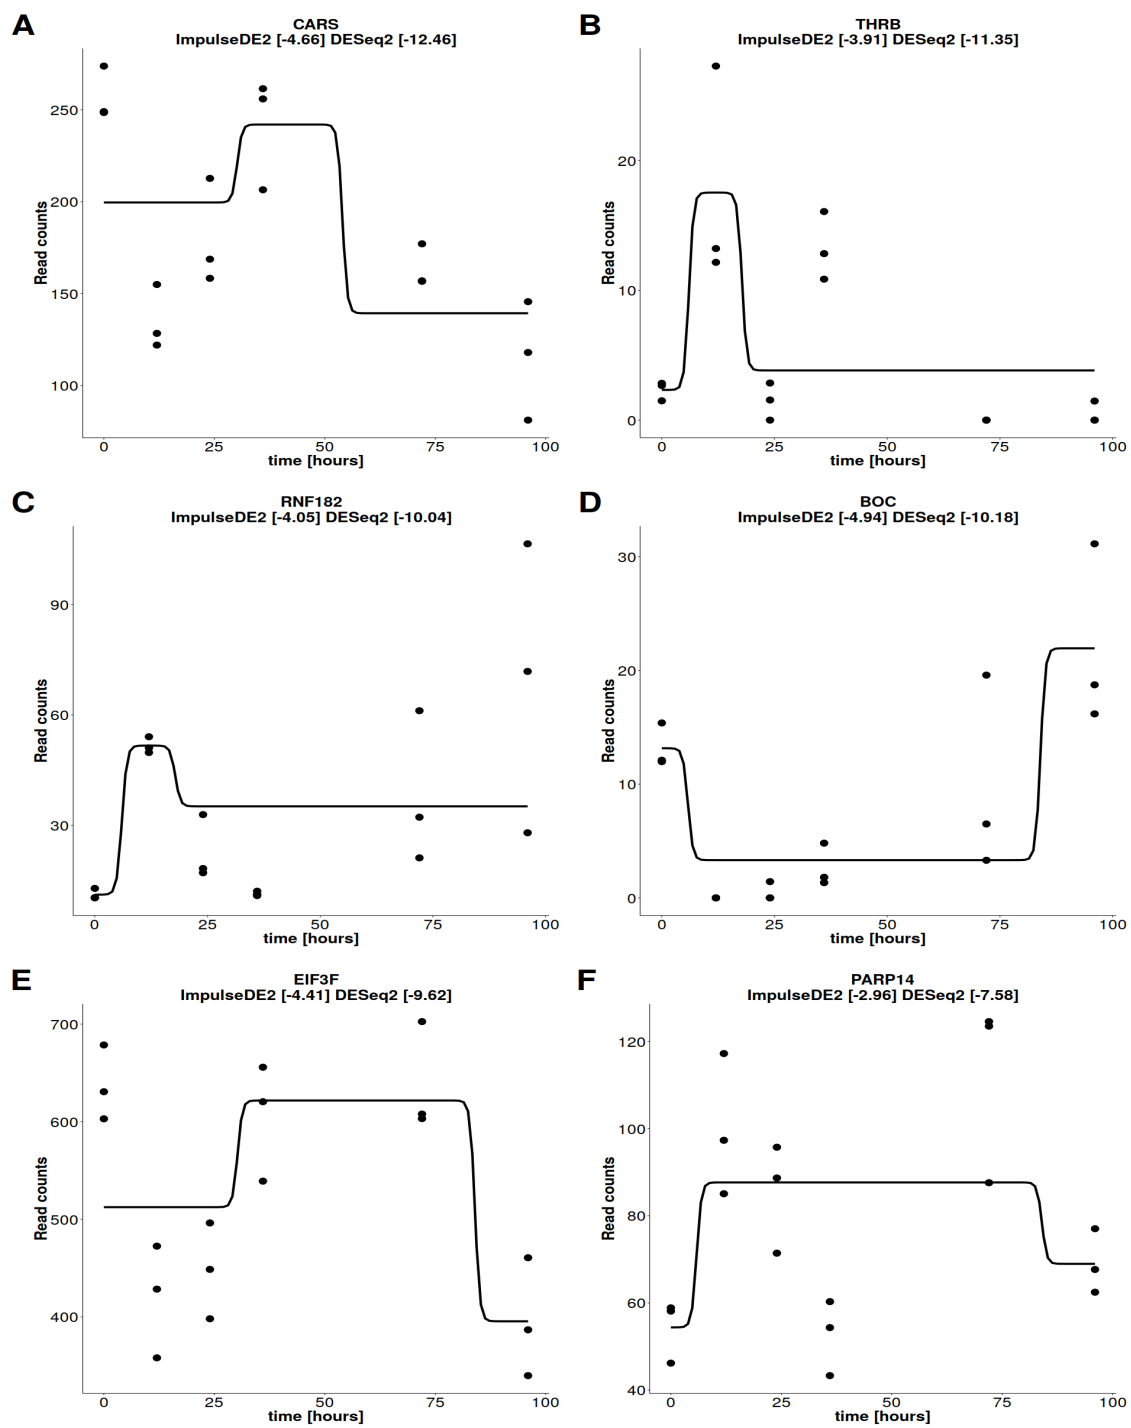 A
CARS
ImpulseDE2 [-4.66] DESeq2 [-12.46]
Read counts
250
200
150
100
0 25 50 75 100
time [hours]
B
THRB
ImpulseDE2 [-3.91] DESeq2 [-11.35]
Read counts
20
10
0
0 25 50 75 100
time [hours]
C
RNF182
ImpulseDE2 [-4.05] DESeq2 [-10.04]
Read counts
90
60
30
0 25 50 75 100
time [hours]
D
BOC
ImpulseDE2 [-4.94] DESeq2 [-10.18]
Read counts
30
20
10
0
0 25 50 75 100
time [hours]
E
EIF3F
ImpulseDE2 [-4.41] DESeq2 [-9.62]
Read counts
700
600
500
400
0 25 50 75 100
time [hours]
F
PARP14
ImpulseDE2 [-2.96] DESeq2 [-7.58]
Read counts
120
100
80
60
40
0 25 50 75 100
time [hours]